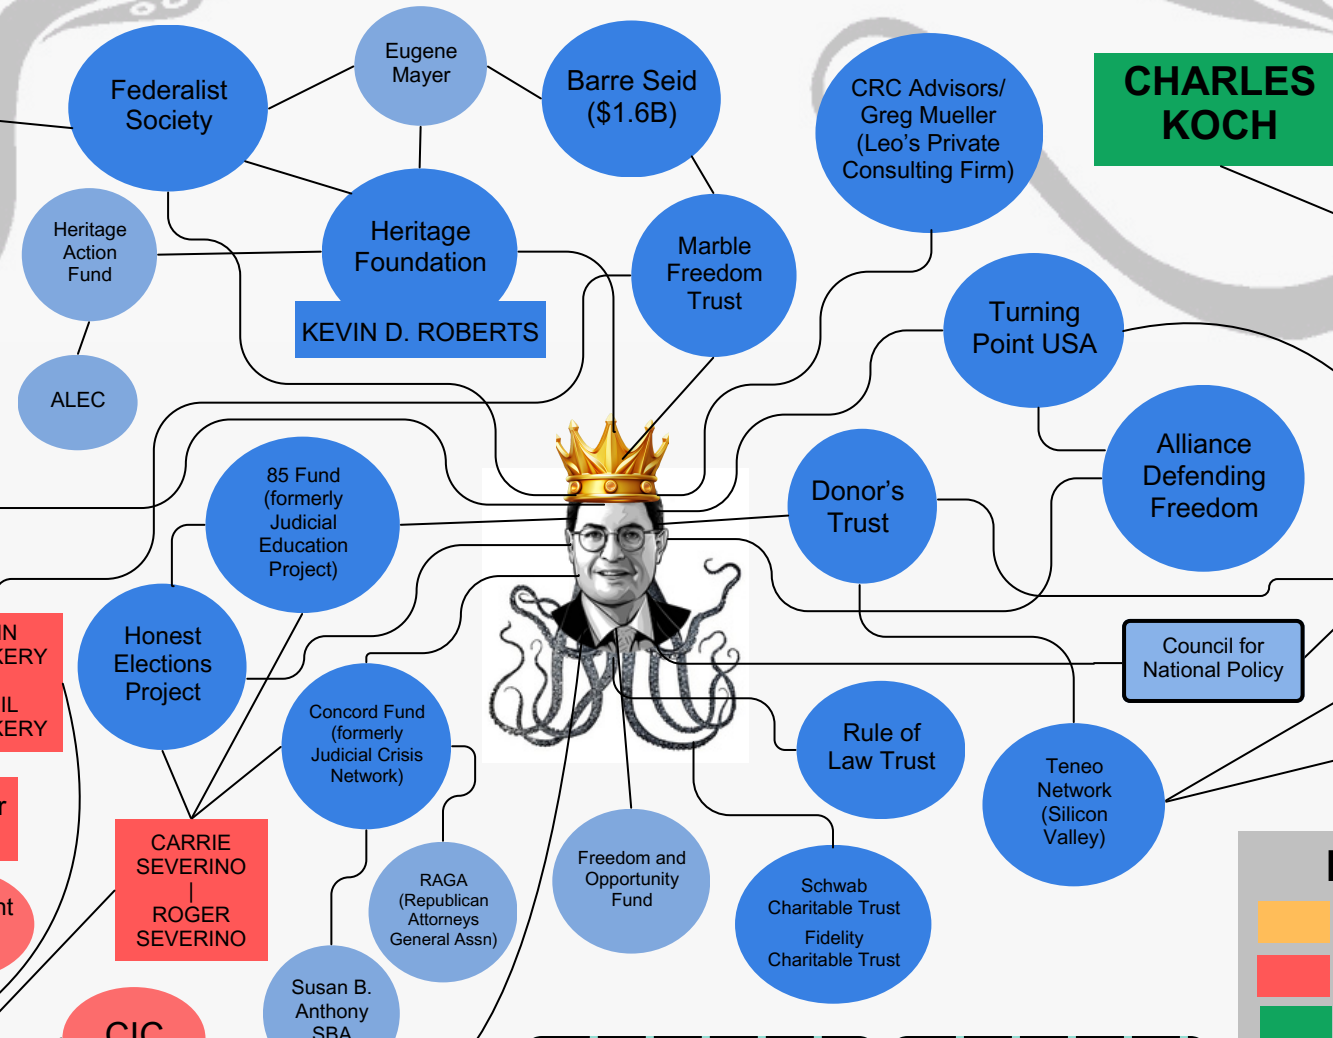 Federalist
Society
Eugene
Mayer
Barre Seid
($1.6B)
CRC Advisors/
Greg Mueller
(Leo's Private
Consulting Firm)
CHARLES
KOCH
Heritage
Action
Fund
Heritage
Foundation
KEVIN D. ROBERTS
Marble
Freedom
Trust
Turning
Point USA
ALEC
85 Fund
(formerly
Judicial
Education
Project)
Donor's
Trust
Alliance
Defending
Freedom
Honest
Elections
Project
Council for
National Policy
Concord Fund
(formerly
Judicial Crisis
Network)
Rule of
Law Trust
Teneo
Network
(Silicon
Valley)
CARRIE
SEVERINO
|
ROGER
SEVERINO
RAGA
(Republican
Attorneys
General Assn)
Freedom and
Opportunity
Fund
Schwab
Charitable Trust
Fidelity
Charitable Trust
Susan B.
Anthony
SBA
CIC